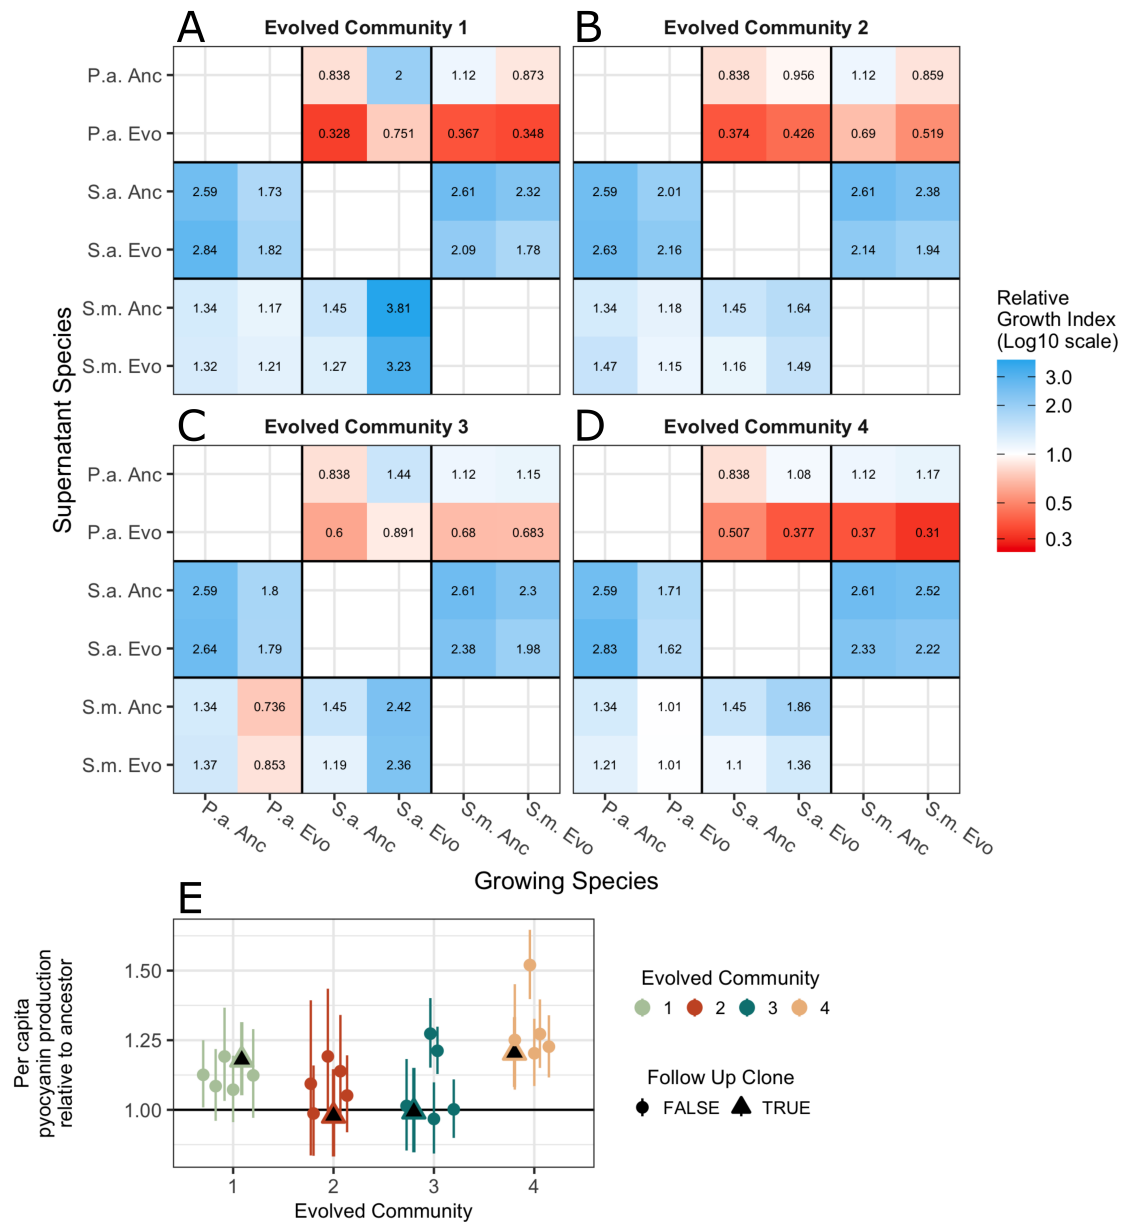 A
Evolved Community 1
B
Evolved Community 2
P.a. Anc
0.838 2 1.12 0.873
0.838 0.956 1.12 0.859
P.a. Evo
0.328 0.751 0.367 0.348
0.374 0.426 0.69 0.519
S.a. Anc
2.59 1.73 2.61 2.32
2.59 2.01 2.61 2.38
S.a. Evo
2.84 1.82 2.09 1.78
2.63 2.16 2.14 1.94
S.m. Anc
1.34 1.17 1.45 3.81
1.34 1.18 1.45 1.64
S.m. Evo
1.32 1.21 1.27 3.23
1.47 1.15 1.16 1.49
Supernatant Species
Relative
Growth Index
(Log10 scale)
3.0
2.0
1.0
0.5
0.3
C
Evolved Community 3
D
Evolved Community 4
P.a. Anc
0.838 1.44 1.12 1.15
0.838 1.08 1.12 1.17
P.a. Evo
0.6 0.891 0.68 0.683
0.507 0.377 0.37 0.31
S.a. Anc
2.59 1.8 2.61 2.3
2.59 1.71 2.61 2.52
S.a. Evo
2.64 1.79 2.38 1.98
2.83 1.62 2.33 2.22
S.m. Anc
1.34 0.736 1.45 2.42
1.34 1.01 1.45 1.86
S.m. Evo
1.37 0.853 1.19 2.36
1.21 1.01 1.1 1.36
P.a. Anc
P.a. Evo
S.a. Anc
S.a. Evo
S.m. Anc
S.m. Evo
P.a. Anc
P.a. Evo
S.a. Anc
S.a. Evo
S.m. Anc
S.m. Evo
Growing Species
E
Per capita
pyocyanin production
relative to ancestor
1.50
1.25
1.00
1 2 3 4
Evolved Community
Evolved Community
1 2 3 4
Follow Up Clone
FALSE TRUE